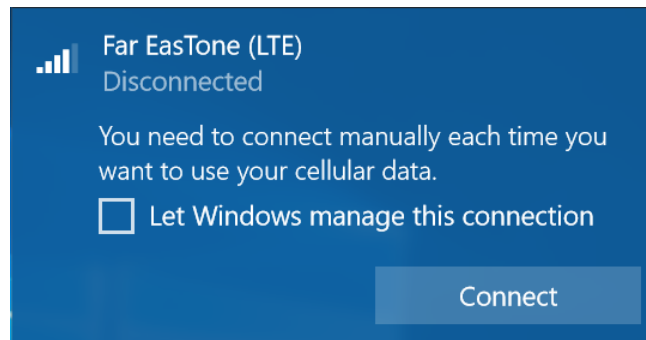 Far EasTone (LTE)
Disconnected
You need to connect manually each time you
want to use your cellular data.
Let Windows manage this connection
Connect